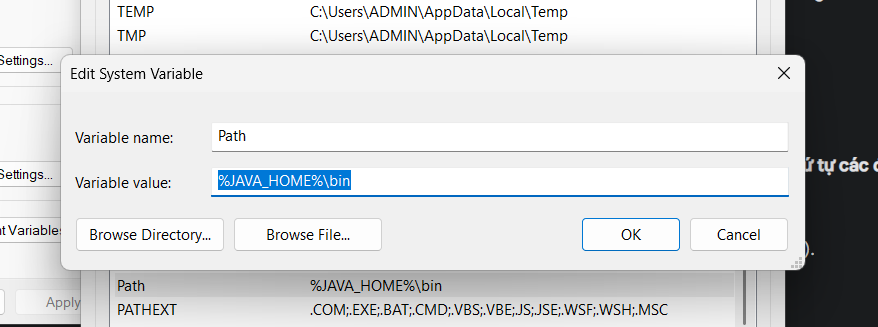 TEMP C:\Users\ADMIN\AppData\Local\Temp
TMP C:\Users\ADMIN\AppData\Local\Temp
Settings...
Edit System Variable
Variable name: Path
Variable value: %JAVA_HOME%\bin
ứ tự các
Settings...
Browse Directory... Browse File... OK Cancel
Variables
).
Path %JAVA_HOME%\bin
Apply
PATHEXT .COM;.EXE;.BAT;.CMD;.VBS;.VBE;.JS;.JSE;.WSF;.WSH;.MSC